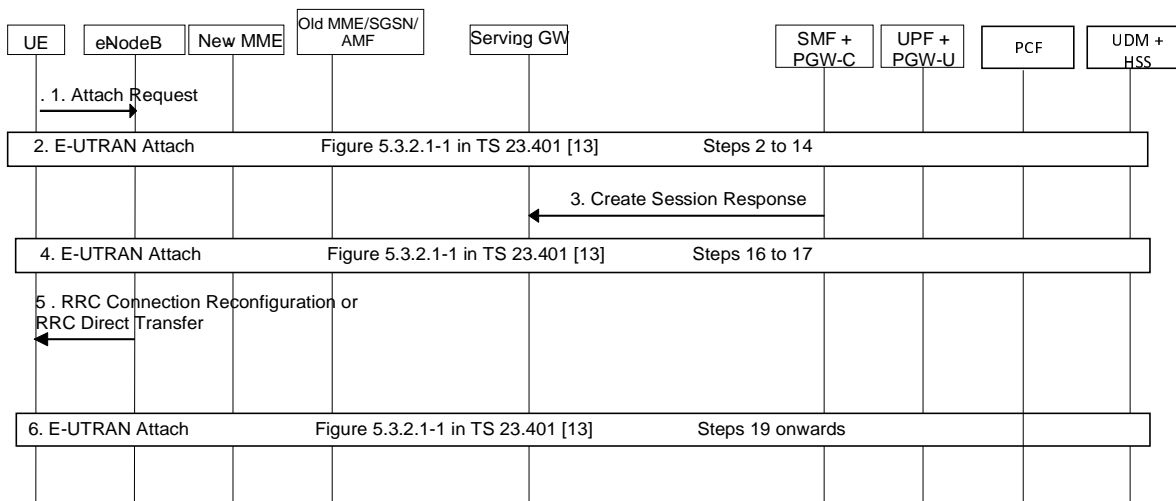 UE
eNodeB
New MME
Old MME/SGSN/
AMF
Serving GW
SMF +
PGW-C
UPF +
PGW-U
PCF
UDM +
HSS
. 1. Attach Request
2. E-UTRAN Attach Figure 5.3.2.1-1 in TS 23.401 [13] Steps 2 to 14
3. Create Session Response
4. E-UTRAN Attach Figure 5.3.2.1-1 in TS 23.401 [13] Steps 16 to 17
5 . RRC Connection Reconfiguration or
RRC Direct Transfer
6. E-UTRAN Attach Figure 5.3.2.1-1 in TS 23.401 [13] Steps 19 onwards